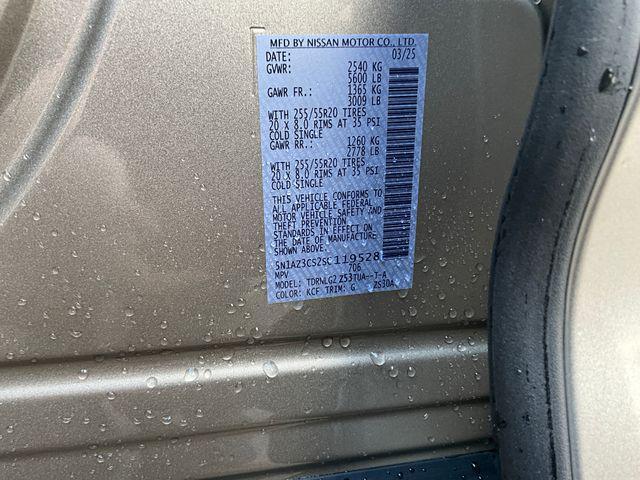 MFD BY NISSAN MOTOR CO., LTD.
DATE: 03/25
GVWR: 2540 KG
5600 LB
GAWR FR.: 1365 KG
3009 LB
WITH 255/55R20 TIRES
20 X 8.0 RIMS AT 35 PSI
COLD SINGLE
GAWR RR.: 1260 KG
2778 LB
WITH 255/55R20 TIRES
20 X 8.0 RIMS AT 35 PSI
COLD SINGLE
THIS VEHICLE CONFORMS TO
ALL APPLICABLE FEDERAL
MOTOR VEHICLE SAFETY AND
THEFT PREVENTION
STANDARDS IN EFFECT ON
THE DATE OF MANUFACTURE
SHOWN ABOVE.
5N1AZ3CS2SC119528
MPV 706
MODEL: TDRNLG2 Z53TUA--T-A
COLOR: KCF TRIM: G ZS30A